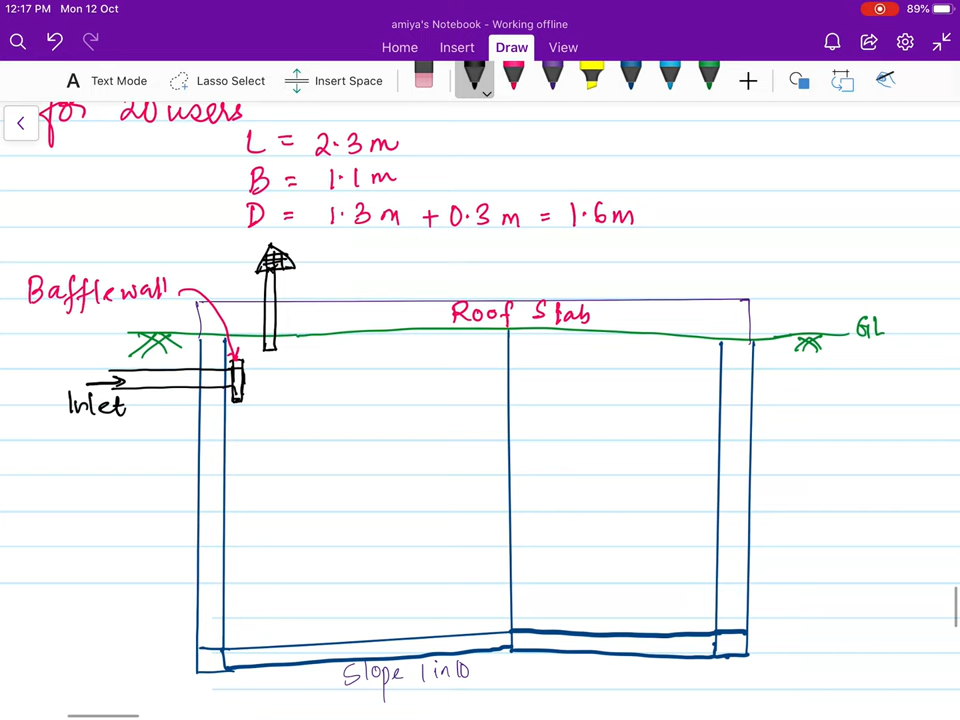 12:17 PM Mon 12 Oct
89%
amiya's Notebook - Working offline
Home Insert Draw View
Text Mode Lasso Select Insert Space
for 20 users
L = 2.3 m
B = 1.1 m
D = 1.3 m + 0.3 m = 1.6 m
Baffle wall
Roof Slab
GL
Inlet
Slope 1 in 10